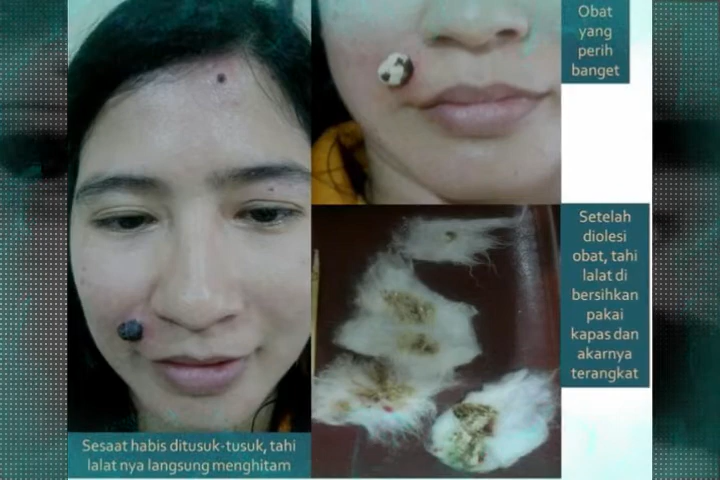 Obat
yang
perih
banget
Setelah
diolesi
obat, tahi
lalat di
bersihkan
pakai
kapas dan
akarnya
terangkat
Sesaat habis ditusuk-tusuk, tahi
lalat nya langsung menghitam